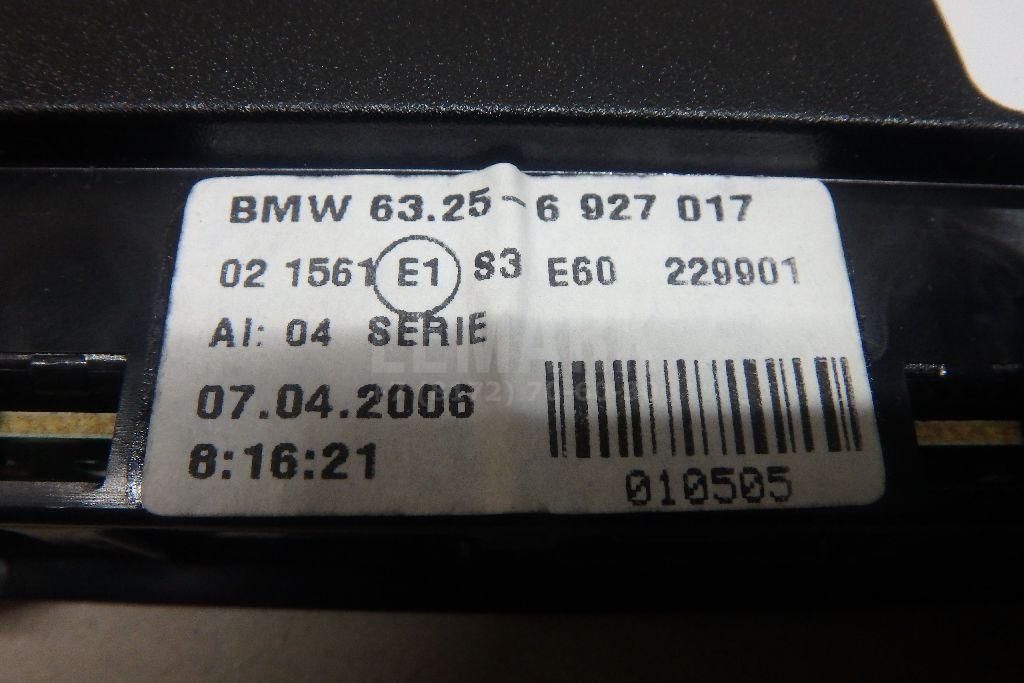 BMW 63.25-6 927 017
02 1561 E1 S3 E60 229901
AI: 04 SERIE
07.04.2006
8:16:21
010505